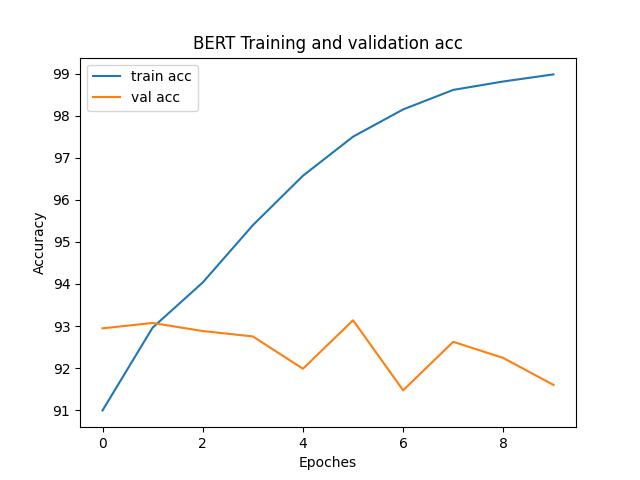 BERT Training and validation acc
train acc
val acc
99
98
97
96
95
94
93
92
91
Accuracy
0 2 4 6 8
Epoches